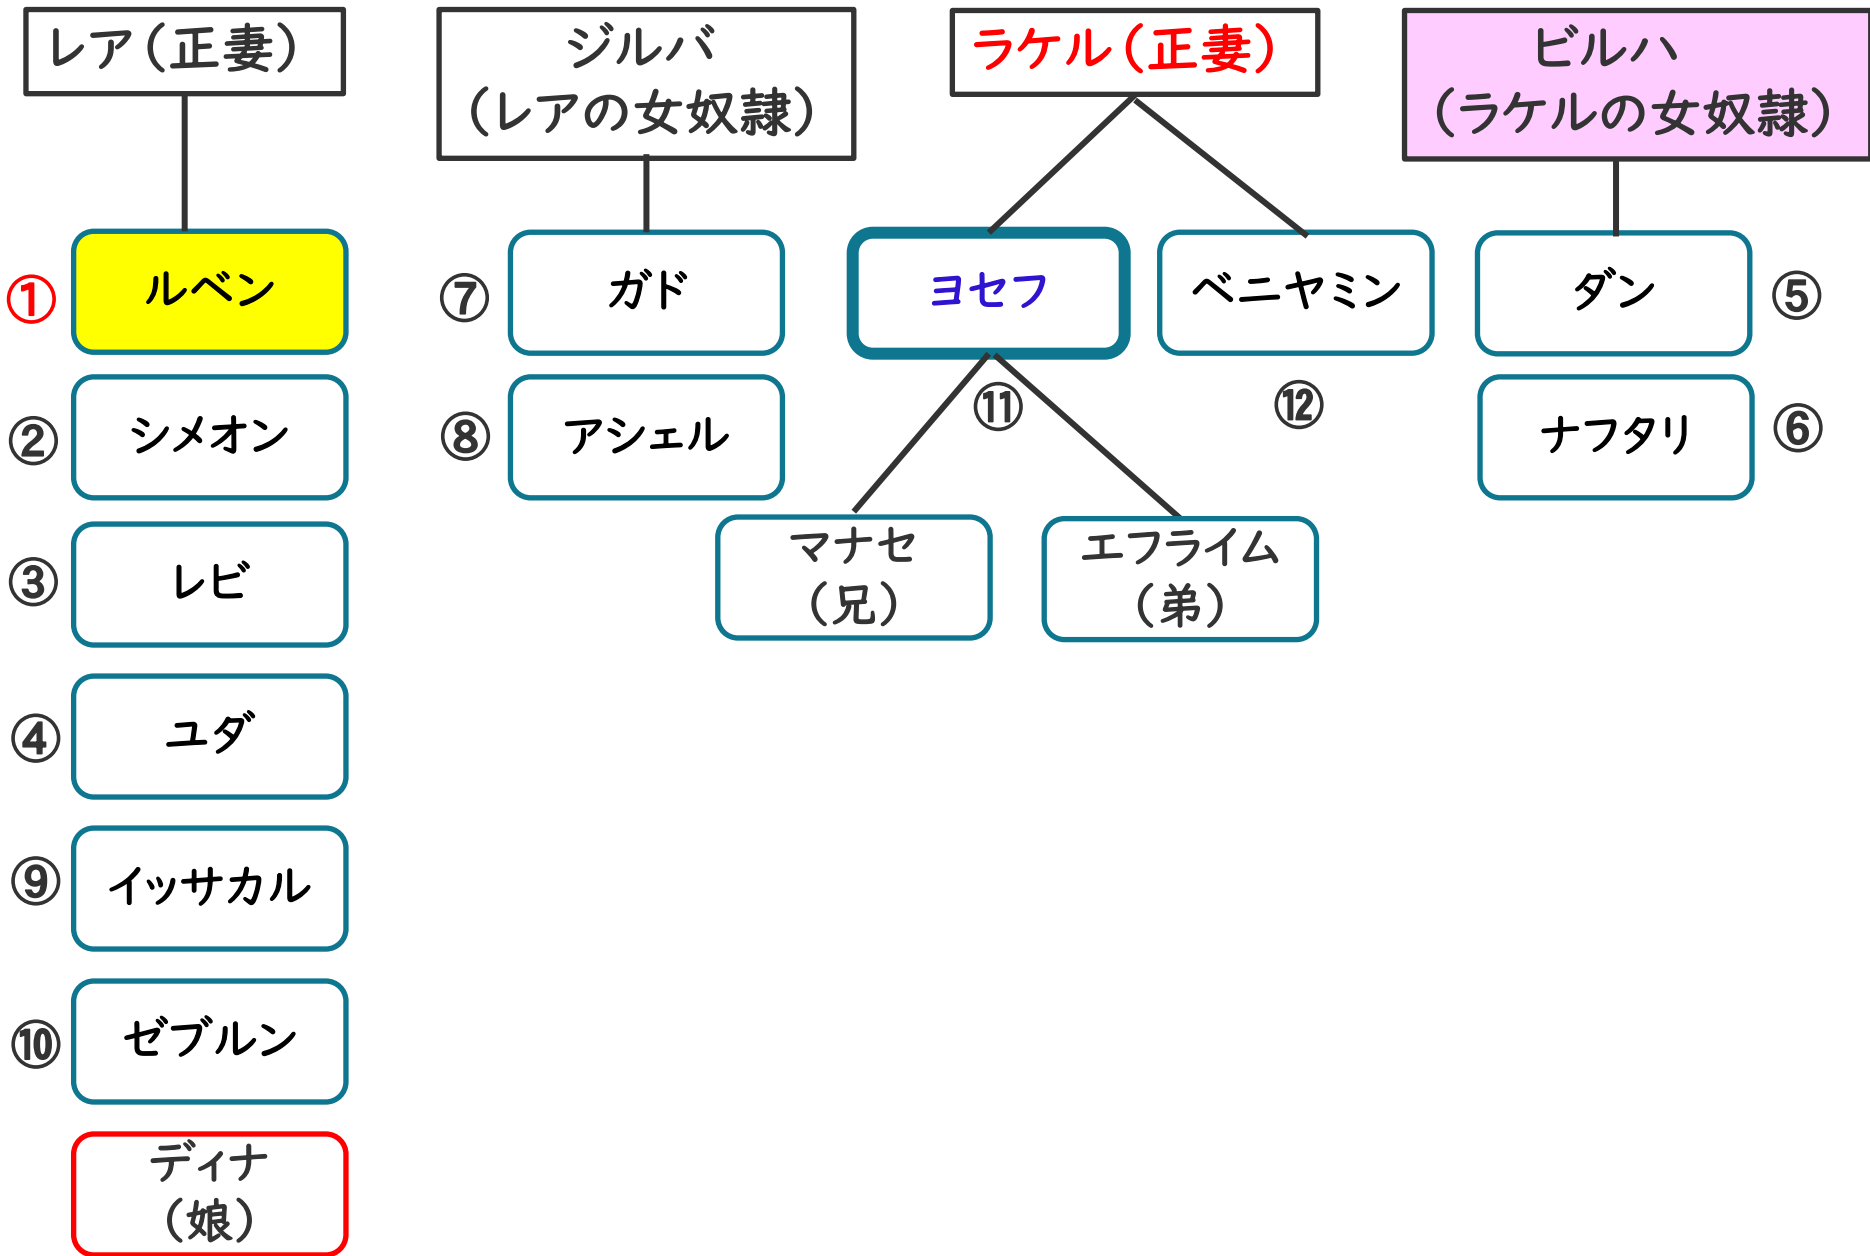 レア(正妻)
ジルバ
(レアの女奴隷)
ラケル(正妻)
ビルハ
(ラケルの女奴隷)
① ルベン
⑦ ガド
ヨセフ
ベニヤミン
ダン ⑤
② シメオン
⑧ アシェル
⑪
⑫
ナフタリ ⑥
③ レビ
マナセ
(兄)
エフライム
(弟)
④ ユダ
⑨ イッサカル
⑩ ゼブルン
ディナ
(娘)